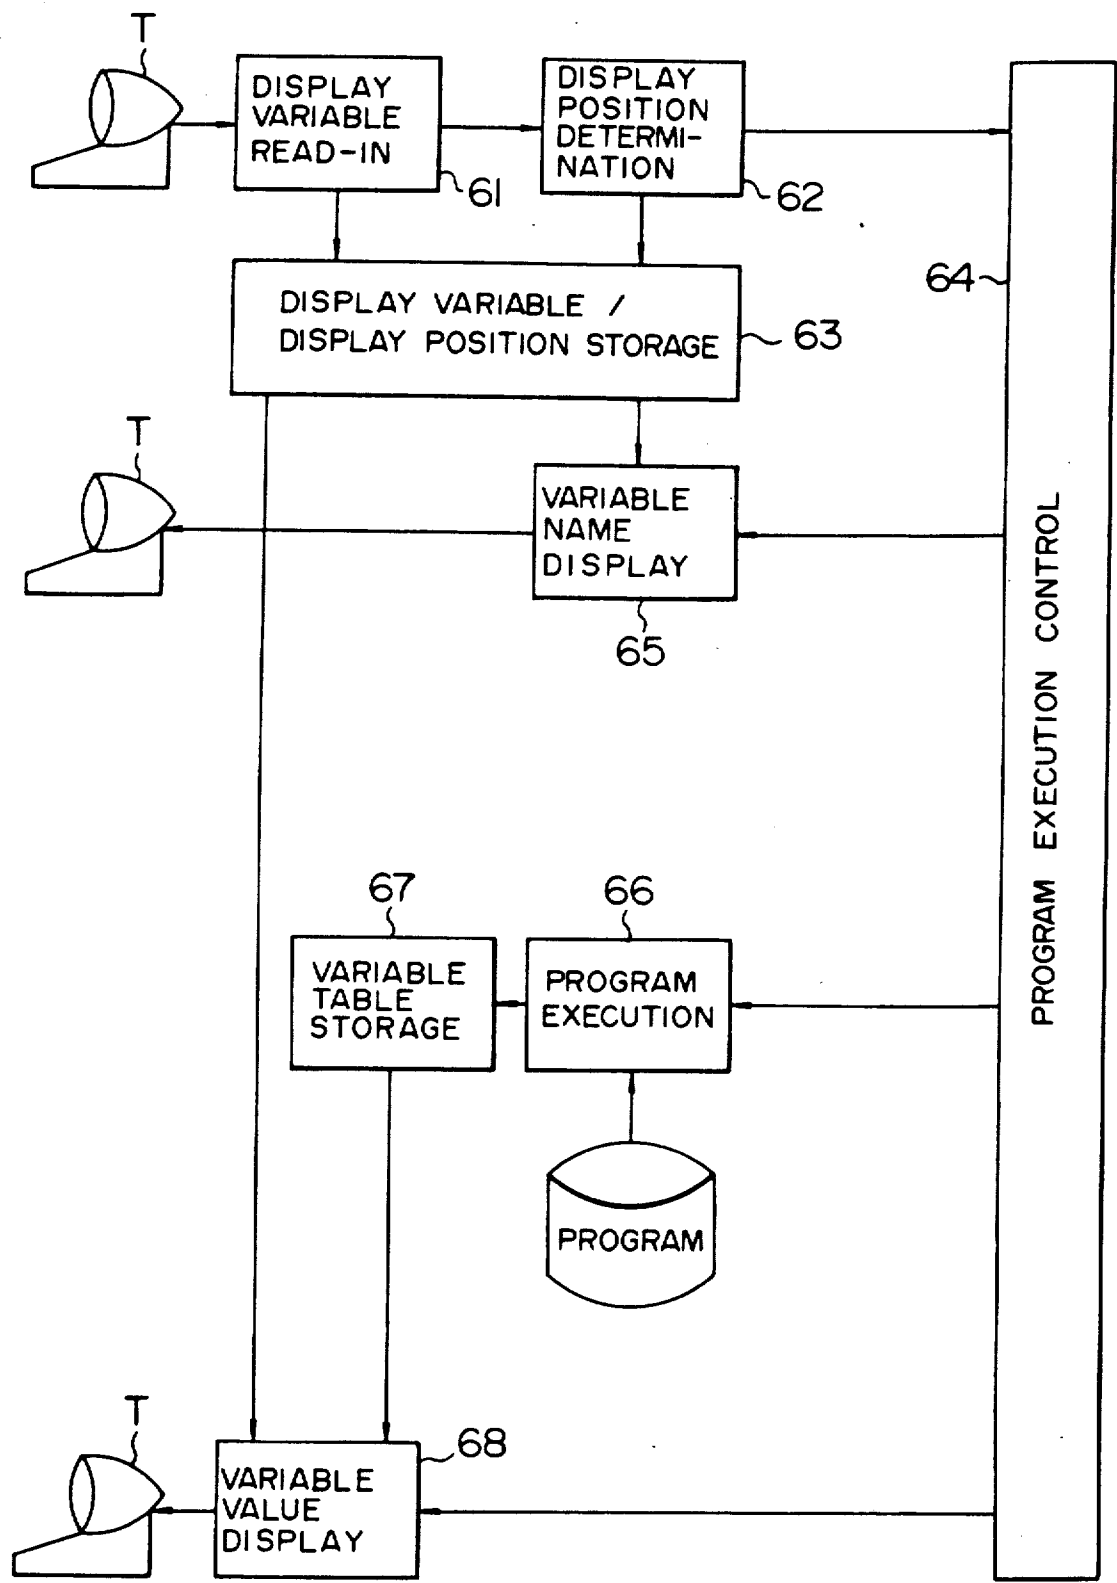 T
DISPLAY
VARIABLE
READ-IN
61
DISPLAY
POSITION
DETERMI-
NATION
62
64
DISPLAY VARIABLE /
DISPLAY POSITION STORAGE
63
T
VARIABLE
NAME
DISPLAY
65
PROGRAM EXECUTION CONTROL
67
VARIABLE
TABLE
STORAGE
66
PROGRAM
EXECUTION
PROGRAM
T
VARIABLE
VALUE
DISPLAY
68